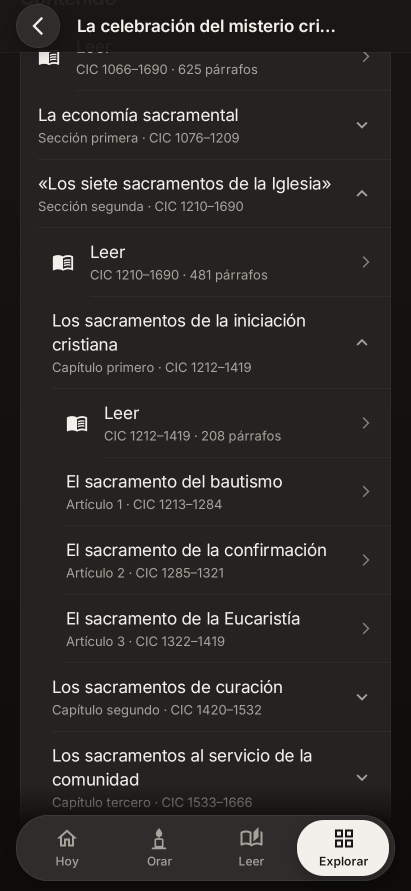 Contenido
La celebración del misterio cri...
Leer
CIC 1066–1690 · 625 párrafos
La economía sacramental
Sección primera · CIC 1076–1209
«Los siete sacramentos de la Iglesia»
Sección segunda · CIC 1210–1690
Leer
CIC 1210–1690 · 481 párrafos
Los sacramentos de la iniciación
cristiana
Capítulo primero · CIC 1212–1419
Leer
CIC 1212–1419 · 208 párrafos
El sacramento del bautismo
Artículo 1 · CIC 1213–1284
El sacramento de la confirmación
Artículo 2 · CIC 1285–1321
El sacramento de la Eucaristía
Artículo 3 · CIC 1322–1419
Los sacramentos de curación
Capítulo segundo · CIC 1420–1532
Los sacramentos al servicio de la
comunidad
Capítulo tercero · CIC 1533–1666
Hoy
Orar
Leer
Explorar